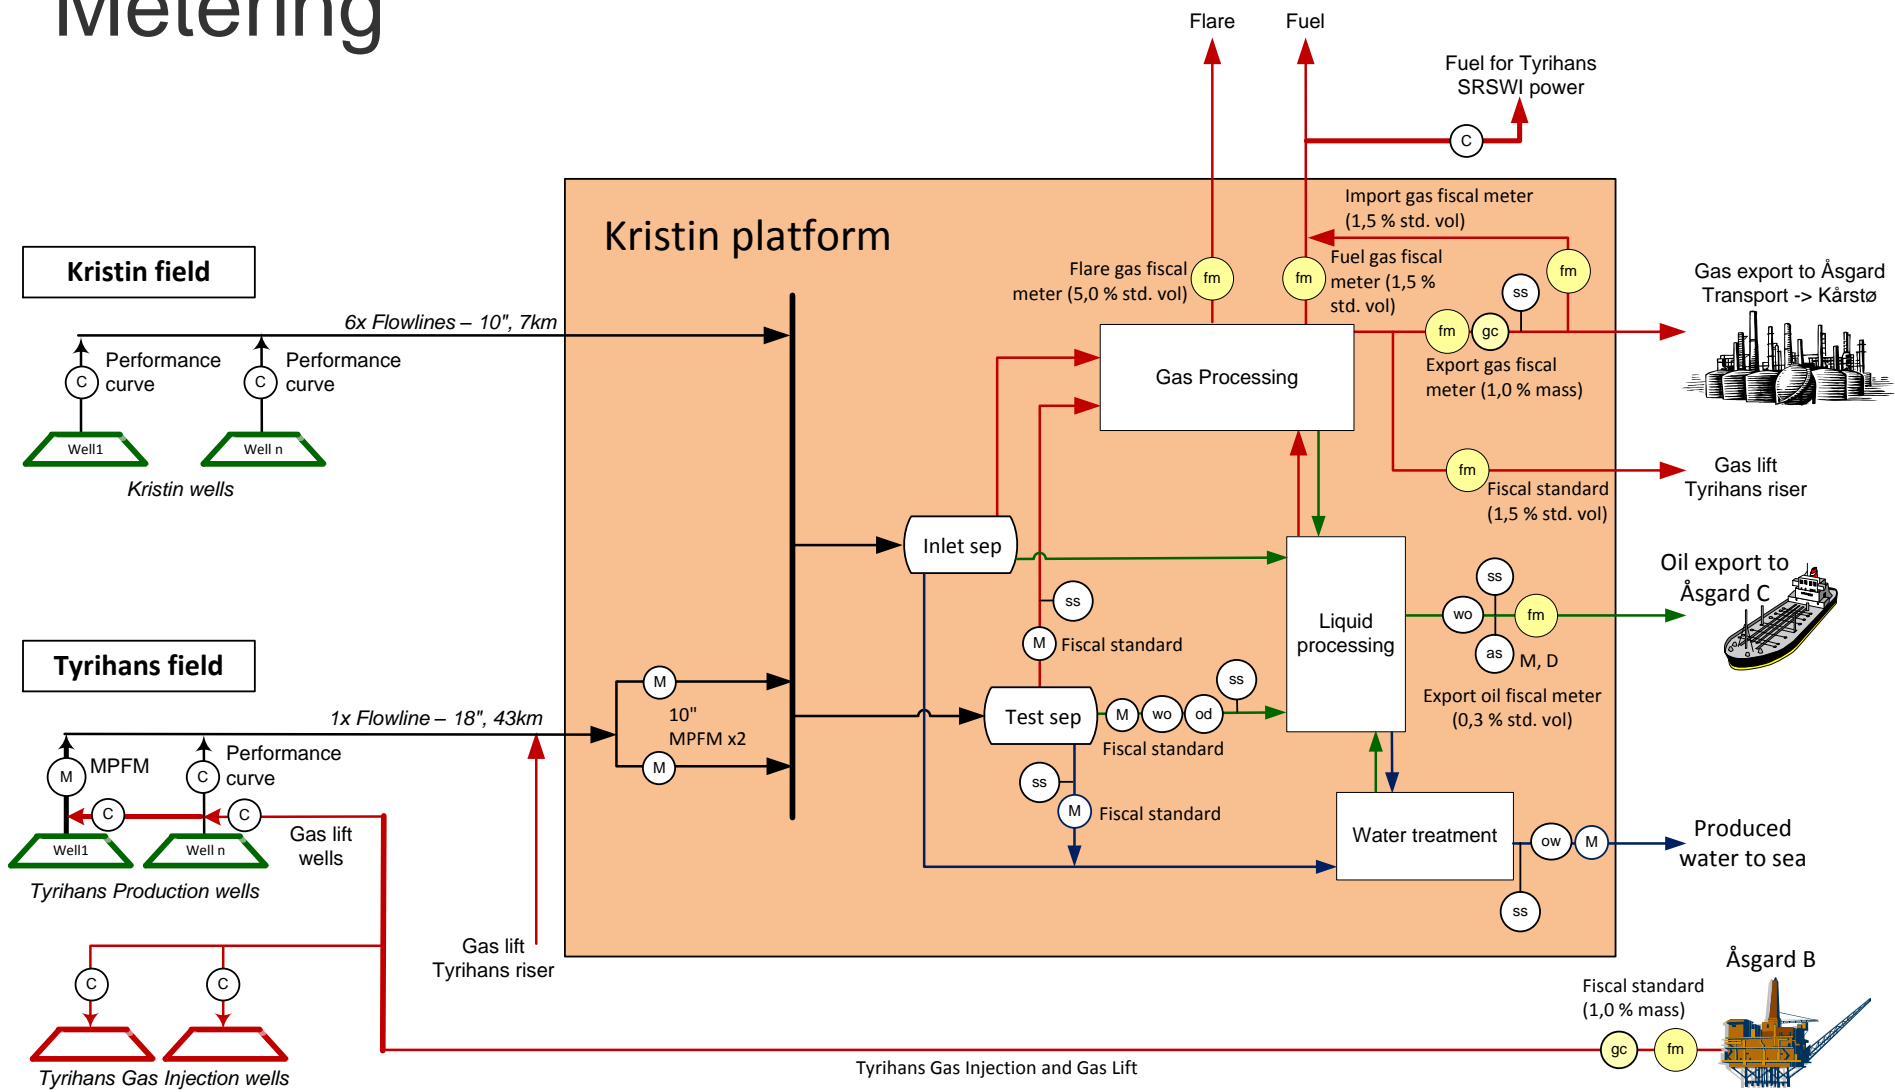 Metering
Flare
Fuel
Fuel for Tyrihans
SRSWI power
C
Kristin platform
Import gas fiscal meter
(1,5 % std. vol)
Flare gas fiscal
meter (5,0 % std. vol)
fm
fm
Fuel gas fiscal
meter (1,5 %
std. vol)
fm
ss
fm
gc
Export gas fiscal
meter (1,0 % mass)
Gas export to Åsgard
Transport -> Kårstø
Kristin field
6x Flowlines – 10", 7km
C
Performance
curve
C
Performance
curve
Well1
Well n
Kristin wells
Gas Processing
fm
Fiscal standard
(1,5 % std. vol)
Gas lift
Tyrihans riser
Inlet sep
ss
M
Fiscal standard
Liquid
processing
wo
ss
as
M, D
fm
Export oil fiscal meter
(0,3 % std. vol)
Oil export to
Åsgard C
Tyrihans field
1x Flowline – 18", 43km
M
10"
MPFM x2
M
Test sep
M
wo
od
ss
Fiscal standard
ss
M
Fiscal standard
M
MPFM
C
Performance
curve
C
C
Gas lift
wells
Well1
Well n
Tyrihans Production wells
Water treatment
ow
M
ss
Produced
water to sea
Gas lift
Tyrihans riser
C
C
Tyrihans Gas Injection wells
Tyrihans Gas Injection and Gas Lift
Fiscal standard
(1,0 % mass)
gc
fm
Åsgard B